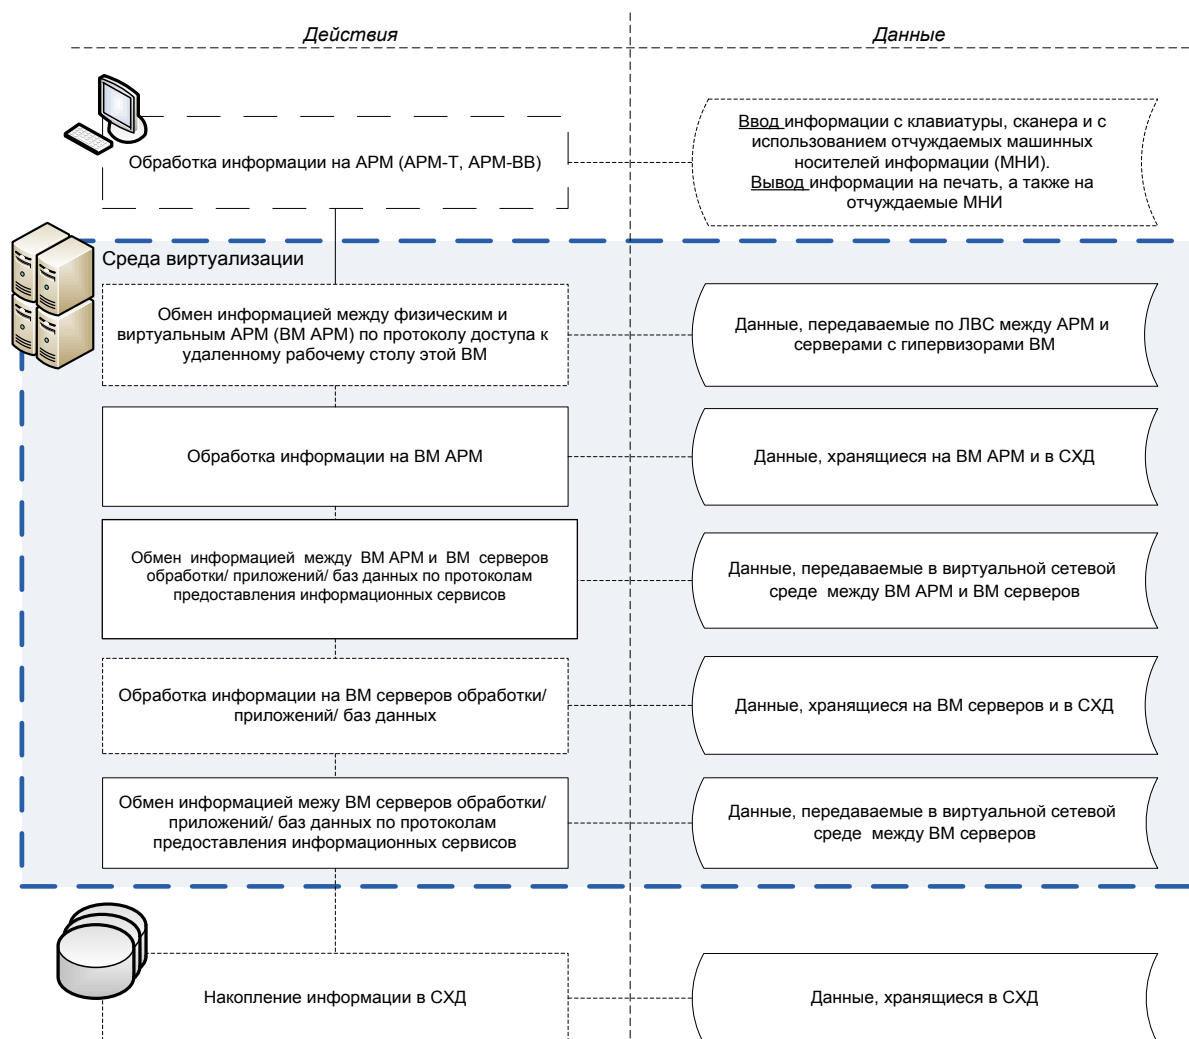 Действия
Данные
Обработка информации на АРМ (АРМ-Т, АРМ-ВВ)
Ввод информации с клавиатуры, сканера и с
использованием отчуждаемых машинных
носителей информации (МНИ).
Вывод информации на печать, а также на
отчуждаемые МНИ
Среда виртуализации
Обмен информацией между физическим и
виртуальным АРМ (ВМ АРМ) по протоколу доступа к
удаленному рабочему столу этой ВМ
Данные, передаваемые по ЛВС между АРМ и
серверами с гипервизорами ВМ
Обработка информации на ВМ АРМ
Данные, хранящиеся на ВМ АРМ и в СХД
Обмен информацией между ВМ АРМ и ВМ серверов
обработки/ приложений/ баз данных по протоколам
предоставления информационных сервисов
Данные, передаваемые в виртуальной сетевой
среде между ВМ АРМ и ВМ серверов
Обработка информации на ВМ серверов обработки/
приложений/ баз данных
Данные, хранящиеся на ВМ серверов и в СХД
Обмен информацией межу ВМ серверов обработки/
приложений/ баз данных по протоколам
предоставления информационных сервисов
Данные, передаваемые в виртуальной сетевой
среде между ВМ серверов
Накопление информации в СХД
Данные, хранящиеся в СХД